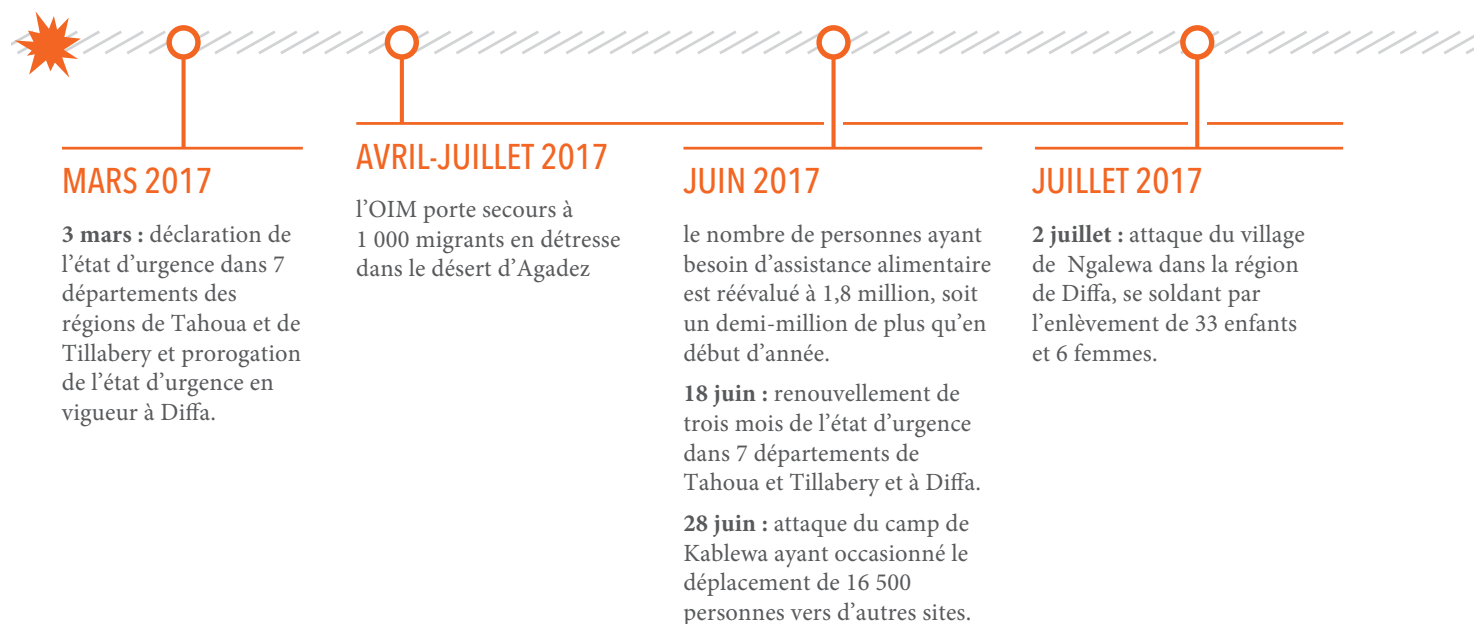 MARS 2017
3 mars : déclaration de
l’état d’urgence dans 7
départements des
régions de Tahoua et de
Tillabery et prorogation
de l’état d’urgence en
vigueur à Diffa.
AVRIL-JUILLET 2017
l’OIM porte secours à
1 000 migrants en détresse
dans le désert d’Agadez
JUIN 2017
le nombre de personnes ayant
besoin d’assistance alimentaire
est réévalué à 1,8 million, soit
un demi-million de plus qu’en
début d’année.
18 juin : renouvellement de
trois mois de l’état d’urgence
dans 7 départements de
Tahoua et Tillabery et à Diffa.
28 juin : attaque du camp de
Kablewa ayant occasionné le
déplacement de 16 500
personnes vers d’autres sites.
JUILLET 2017
2 juillet : attaque du village
de Ngalewa dans la région
de Diffa, se soldant par
l’enlèvement de 33 enfants
et 6 femmes.